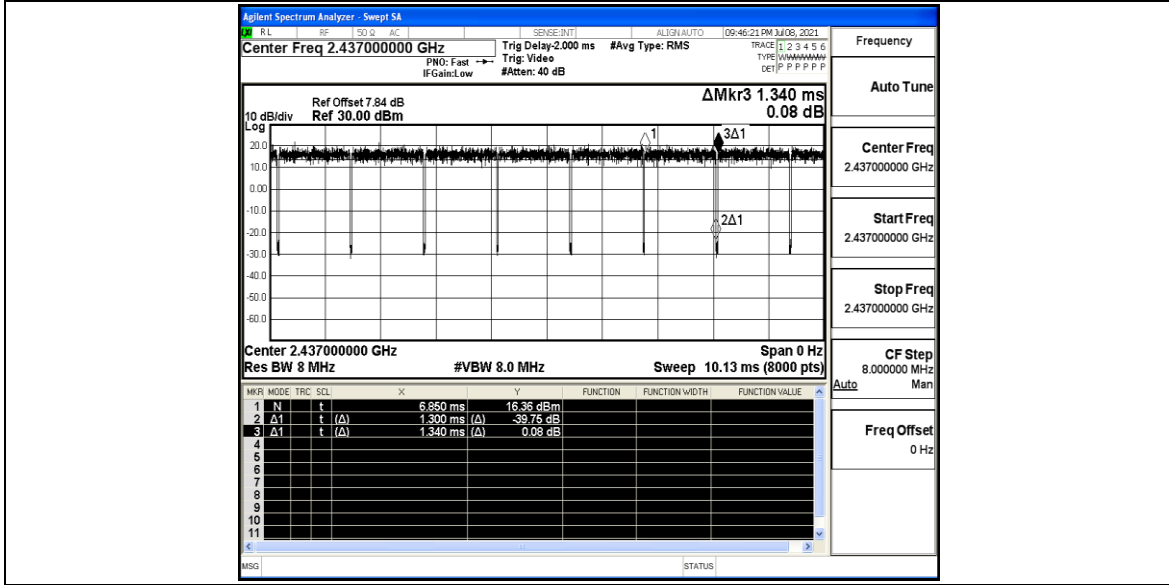 Agilent Spectrum Analyzer - Swept SA
RL RF 50 Ω AC SENSE:INT ALIGNAUTO 09:46:21 PM Jul 08, 2021
Center Freq 2.437000000 GHz
PNO: Fast
IFGain:Low
Trig Delay-2.000 ms
Trig: Video
#Atten: 40 dB
#Avg Type: RMS
TRACE 1 2 3 4 5 6
TYPE
DET P P P P P P
ΔMkr3 1.340 ms
0.08 dB
Ref Offset 7.84 dB
Ref 30.00 dBm
10 dB/div
Log
20.0
10.0
0.00
-10.0
-20.0
-30.0
-40.0
-50.0
-60.0
1
3Δ1
2Δ1
Center 2.437000000 GHz Span 0 Hz
Res BW 8 MHz #VBW 8.0 MHz Sweep 10.13 ms (8000 pts)
MKR MODE TRC SCL X Y FUNCTION FUNCTION WIDTH FUNCTION VALUE
1 N t 6.850 ms 16.36 dBm
2 Δ1 t (Δ) 1.300 ms (Δ) -39.75 dB
3 Δ1 t (Δ) 1.340 ms (Δ) 0.08 dB
4
5
6
7
8
9
10
11
MSG STATUS
Frequency
Auto Tune
Center Freq
2.437000000 GHz
Start Freq
2.437000000 GHz
Stop Freq
2.437000000 GHz
CF Step
8.000000 MHz
Auto Man
Freq Offset
0 Hz